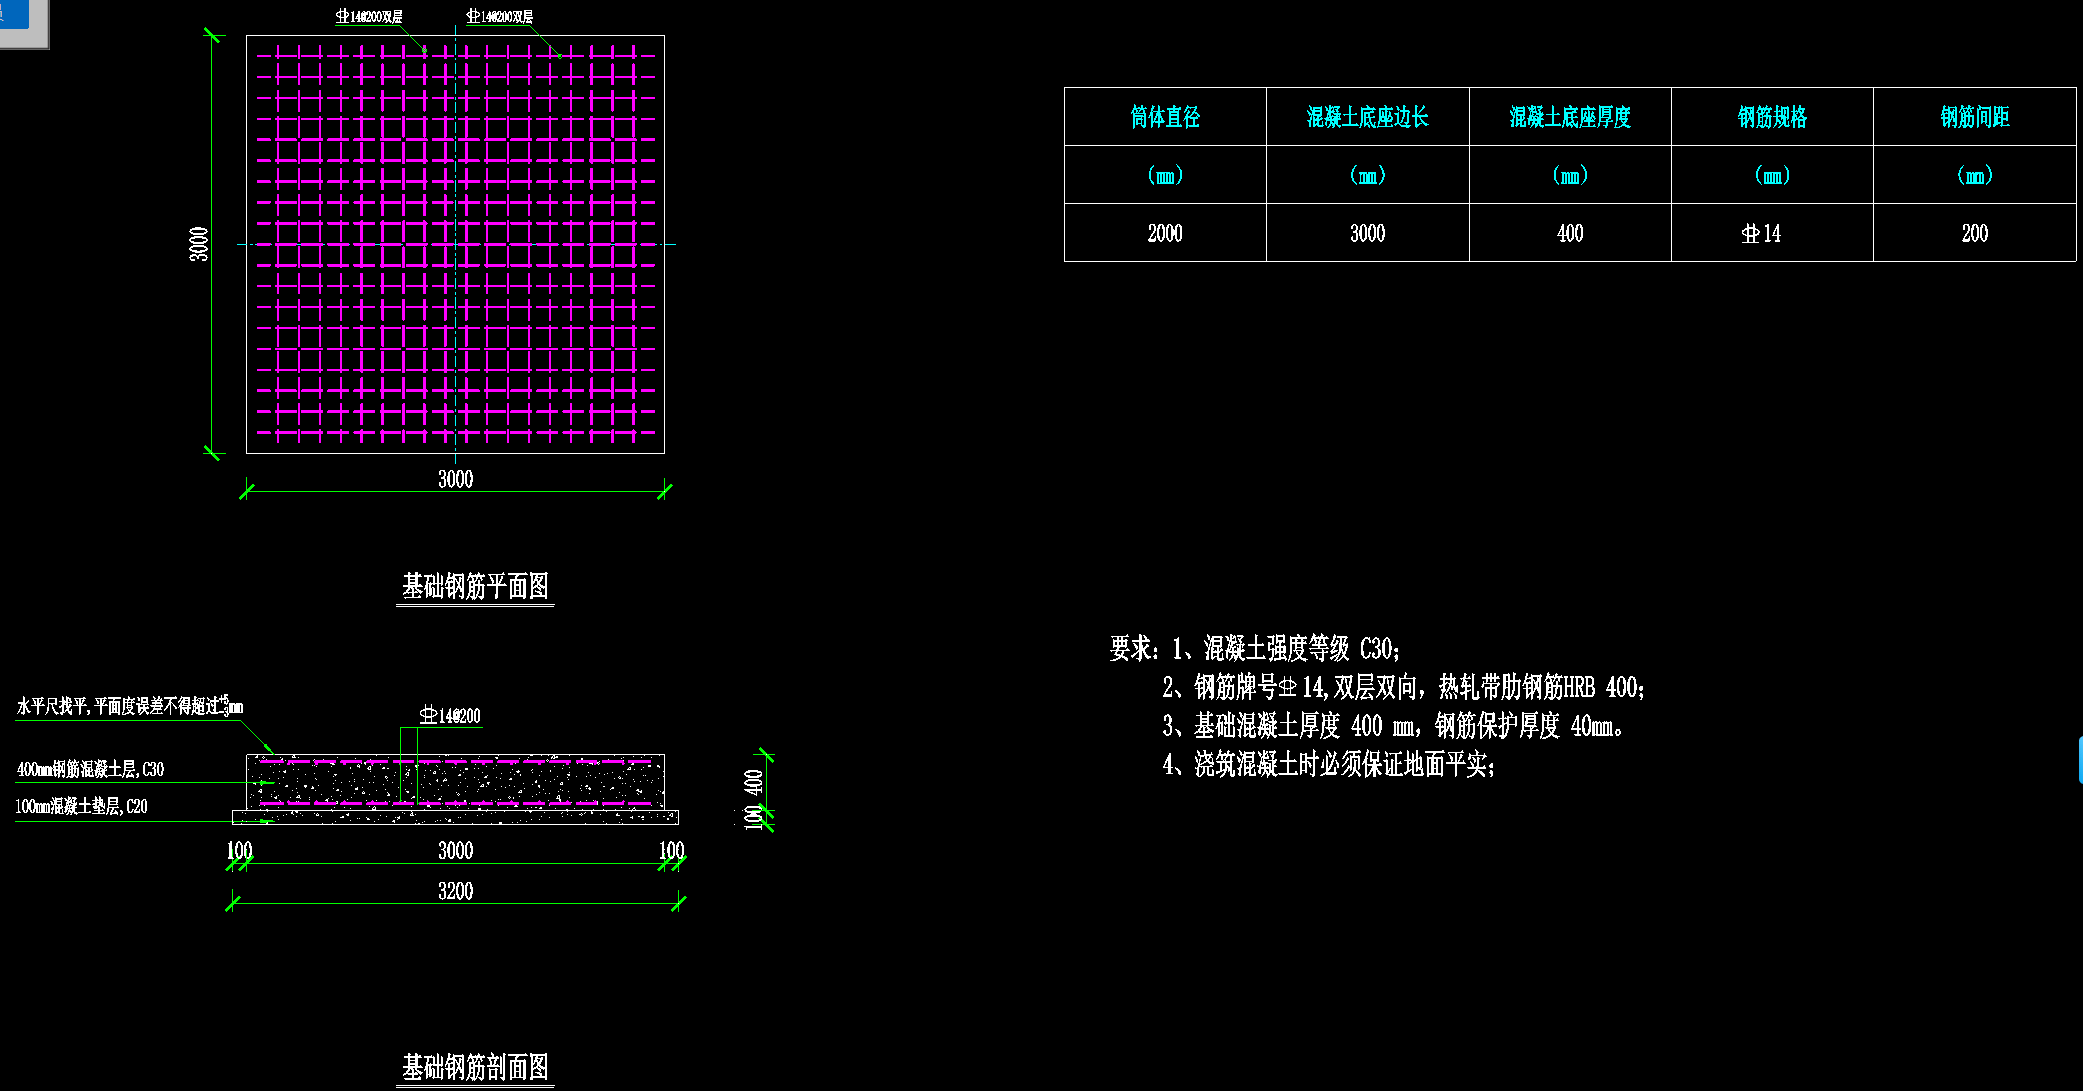 ⌽14@200双层 ⌽14@200双层
3000
3000
基础钢筋平面图
筒体直径 混凝土底座边长 混凝土底座厚度 钢筋规格 钢筋间距
(mm) (mm) (mm) (mm) (mm)
2000 3000 400 ⌽14 200
要求: 1、混凝土强度等级 C30;
2、钢筋牌号⌽14,双层双向, 热轧带肋钢筋HRB 400;
3、基础混凝土厚度 400 mm, 钢筋保护厚度 40mm。
4、浇筑混凝土时必须保证地面平实;
水平尺找平,平面度误差不得超过+5-3mm
⌽14@200
400mm钢筋混凝土层,C30
100mm混凝土垫层,C20
400
100
100 3000 100
3200
基础钢筋剖面图